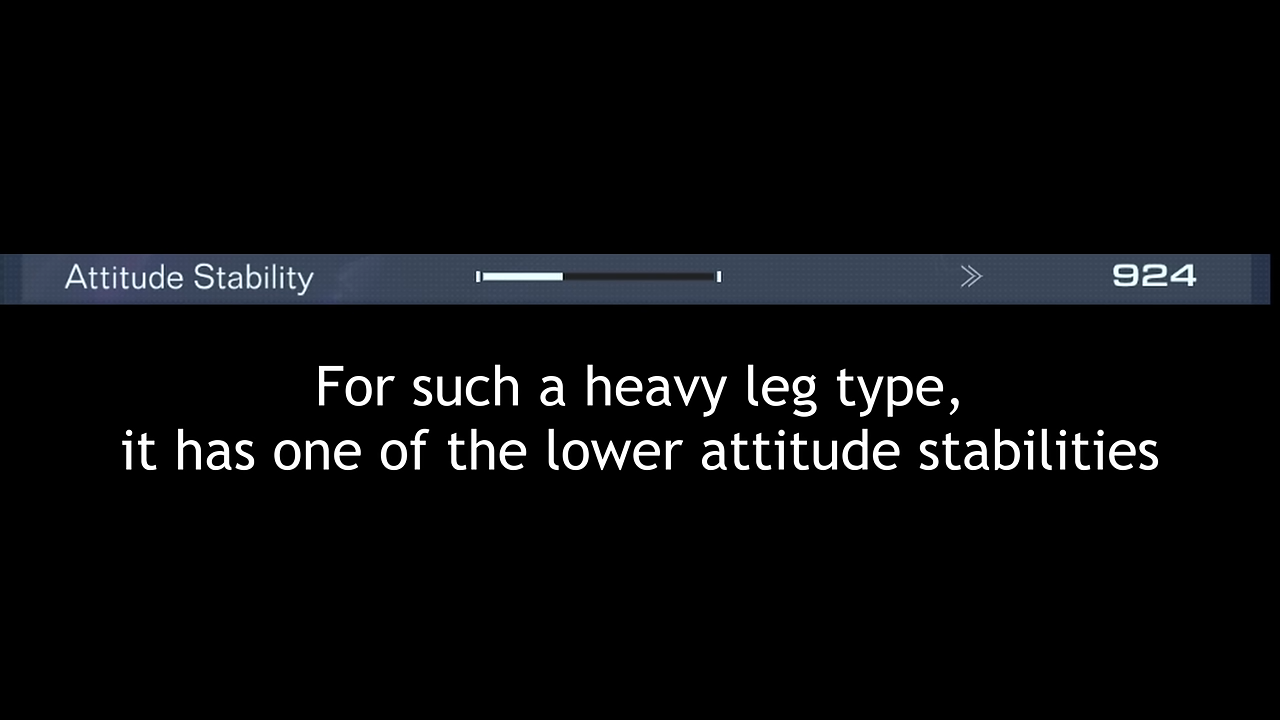 Attitude Stability 924
For such a heavy leg type,
it has one of the lower attitude stabilities